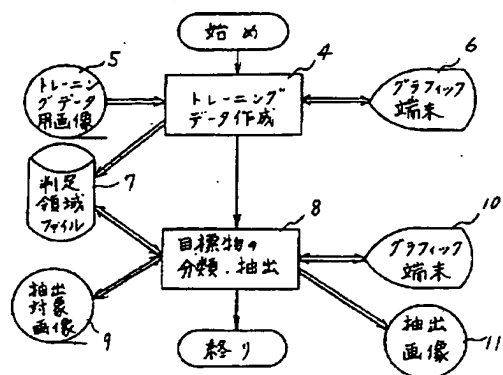 始め
5
トレーニン
グデータ
用画像
4
トレーニング
データ作成
6
グラフィック
端末
7
判定
領域
ファイル
8
目標物の
分類・抽出
10
グラフィック
端末
抽出
対象
画像
9
終り
抽出
画像
11